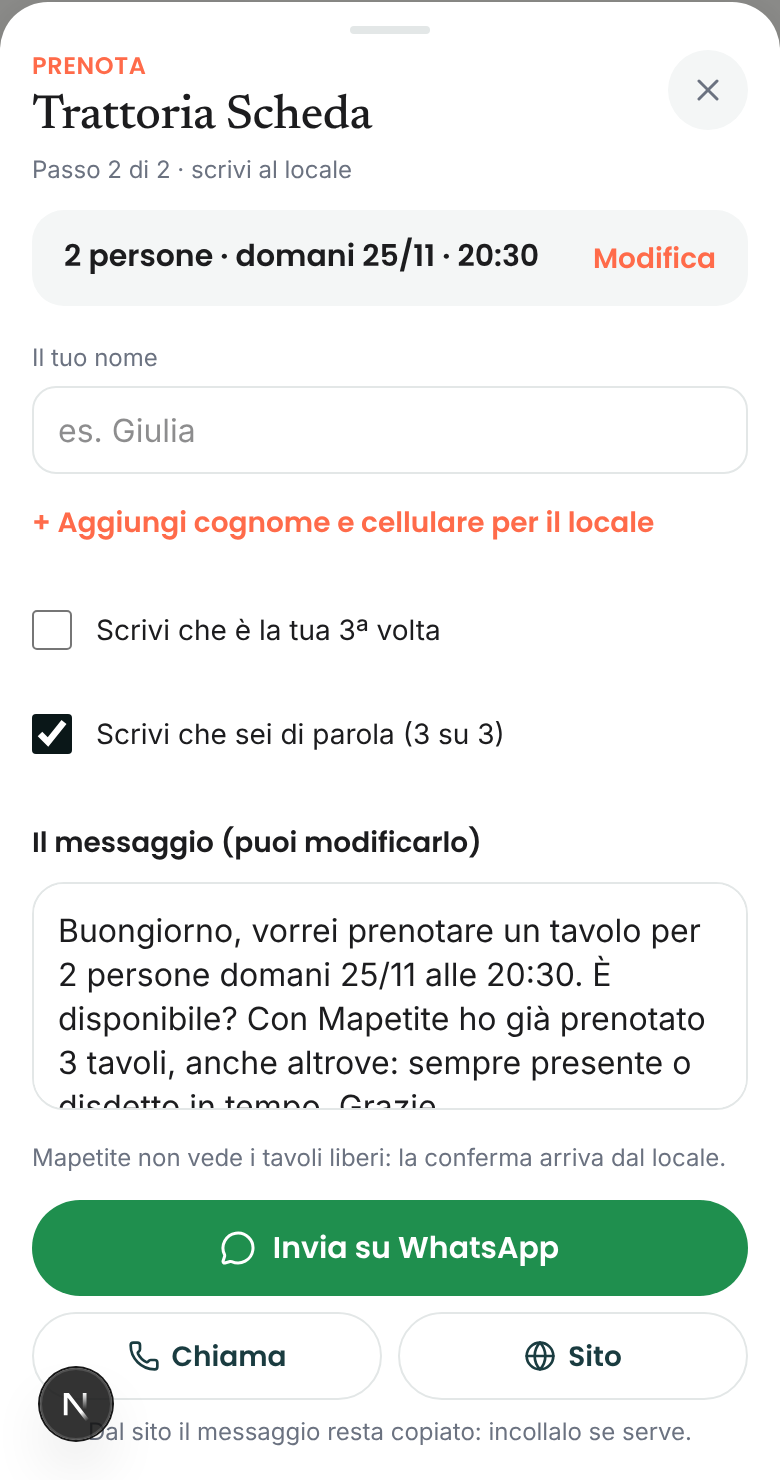 PRENOTA
Trattoria Scheda
Passo 2 di 2 · scrivi al locale
2 persone · domani 25/11 · 20:30
Modifica
Il tuo nome
es. Giulia
+ Aggiungi cognome e cellulare per il locale
Scrivi che è la tua 3ª volta
Scrivi che sei di parola (3 su 3)
Il messaggio (puoi modificarlo)
Buongiorno, vorrei prenotare un tavolo per
2 persone domani 25/11 alle 20:30. È
disponibile? Con Mapetite ho già prenotato
3 tavoli, anche altrove: sempre presente o
disdetto in tempo. Grazie
Mapetite non vede i tavoli liberi: la conferma arriva dal locale.
Invia su WhatsApp
Chiama
Sito
N
Dal sito il messaggio resta copiato: incollalo se serve.